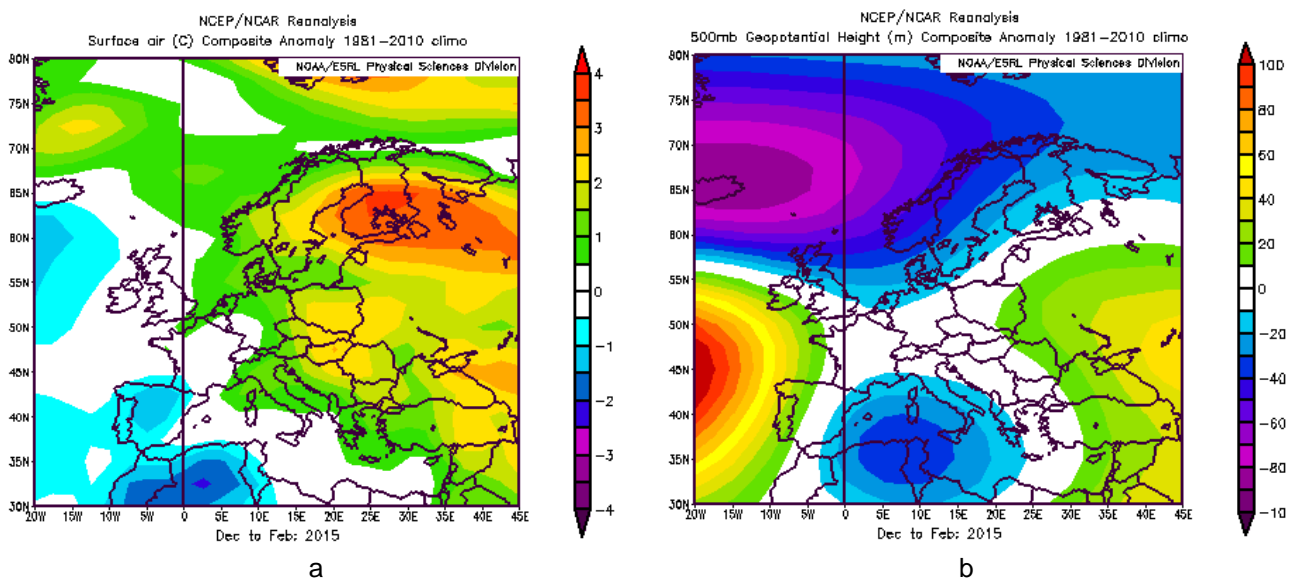 NCEP/NCAR Reanalysis
Surface air (C) Composite Anomaly 1981-2010 climo
NOAA/ESRL Physical Sciences Division
80N
75N
70N
65N
60N
55N
50N
45N
40N
35N
30N
20W 15W 10W 5W 0 5E 10E 15E 20E 25E 30E 35E 40E 45E
Dec to Feb: 2015
4
3
2
1
0
-1
-2
-3
-4
a
NCEP/NCAR Reanalysis
500mb Geopotential Height (m) Composite Anomaly 1981-2010 climo
NOAA/ESRL Physical Sciences Division
80N
75N
70N
65N
60N
55N
50N
45N
40N
35N
30N
20W 15W 10W 5W 0 5E 10E 15E 20E 25E 30E 35E 40E 45E
Dec to Feb: 2015
100
80
60
40
20
10
0
-10
-20
-40
-60
-80
-10
b